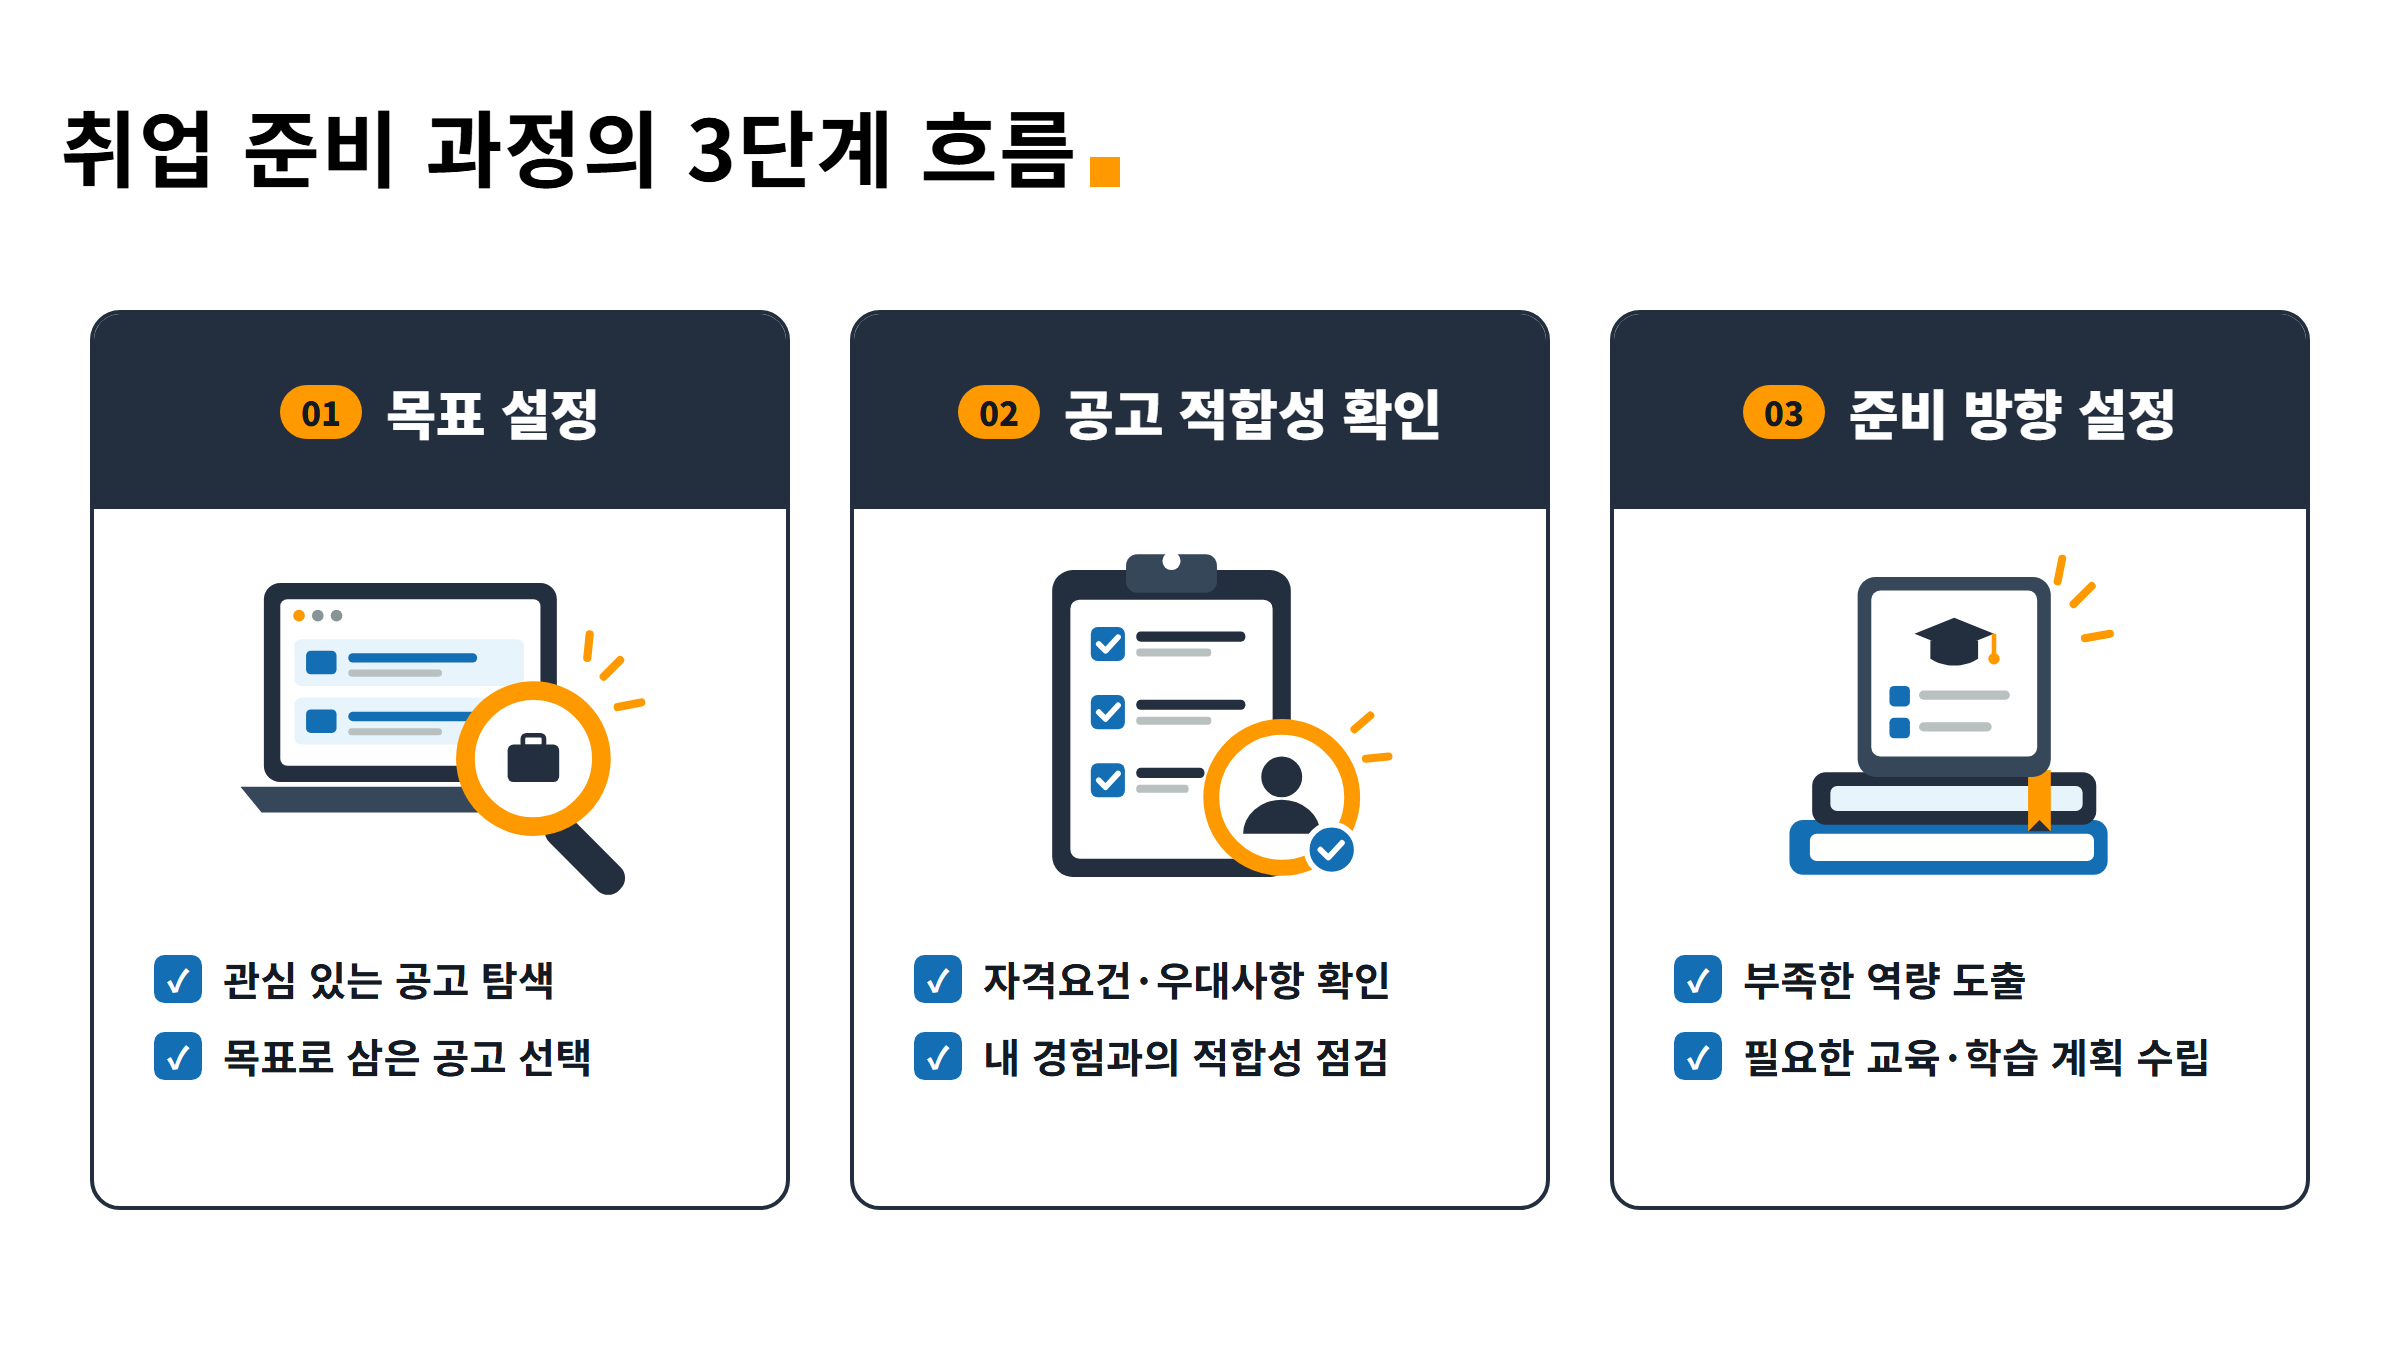 취업 준비 과정의 3단계 흐름
01 목표 설정
관심 있는 공고 탐색
목표로 삼은 공고 선택
02 공고 적합성 확인
자격요건·우대사항 확인
내 경험과의 적합성 점검
03 준비 방향 설정
부족한 역량 도출
필요한 교육·학습 계획 수립